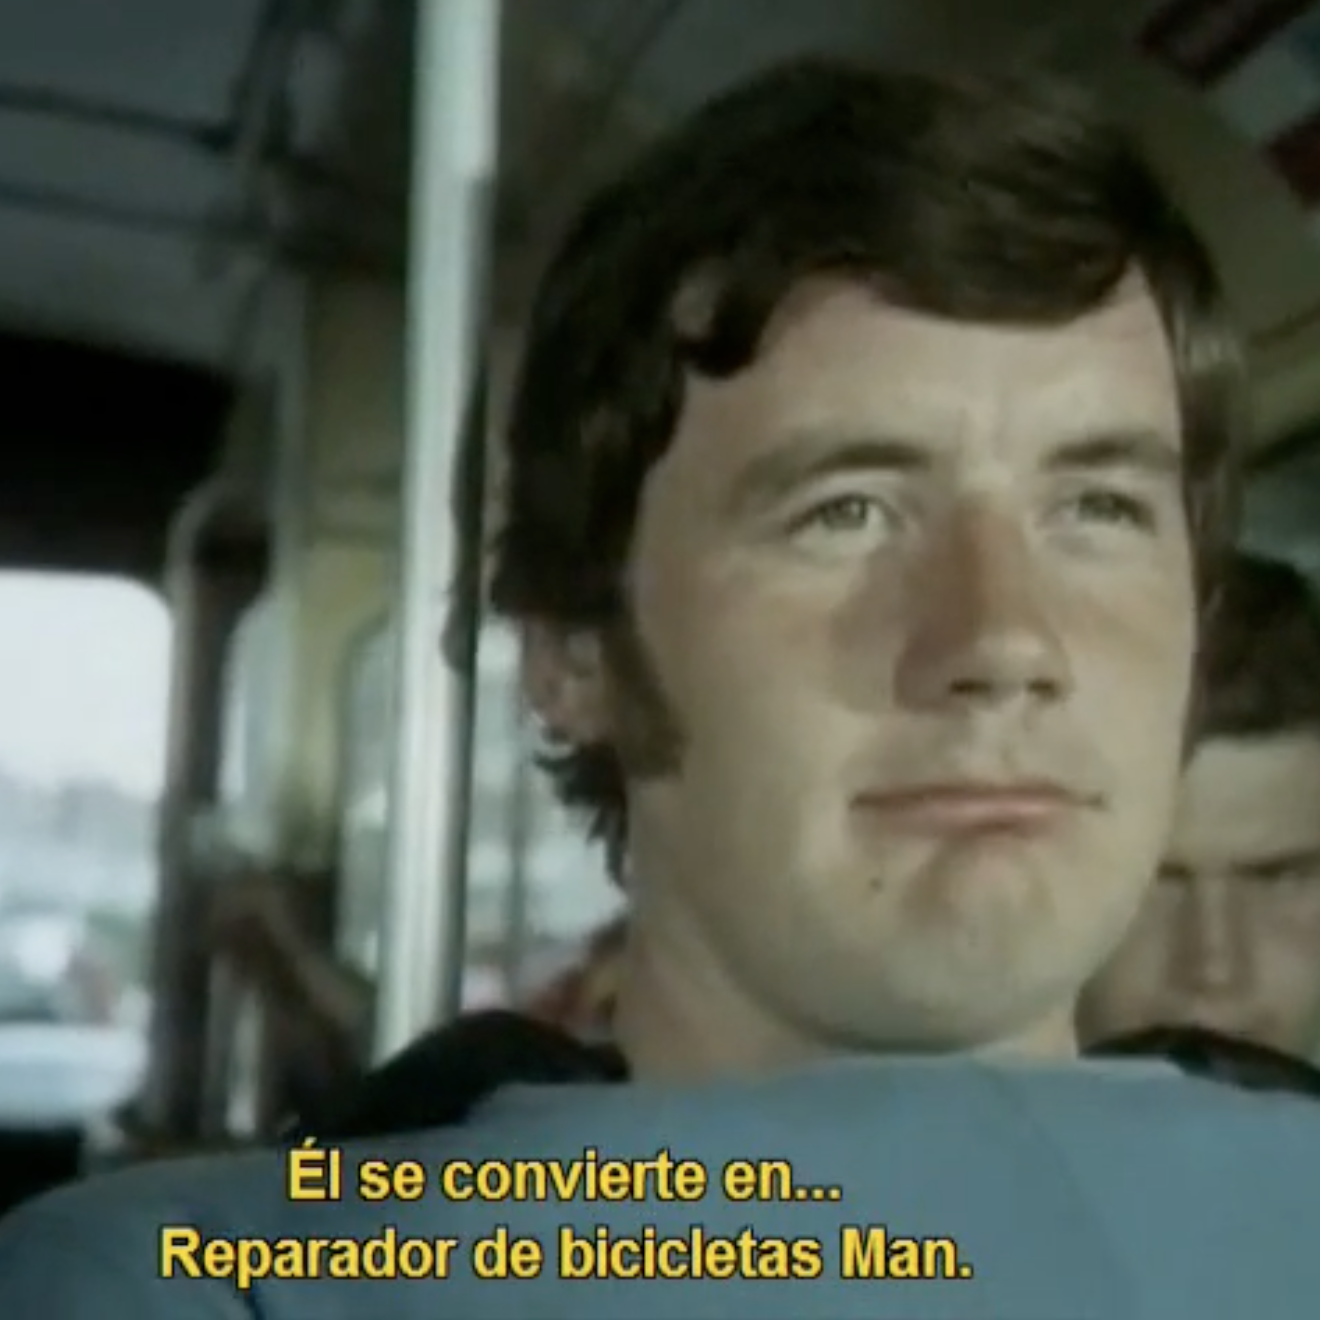 Él se convierte en...
Reparador de bicicletas Man.